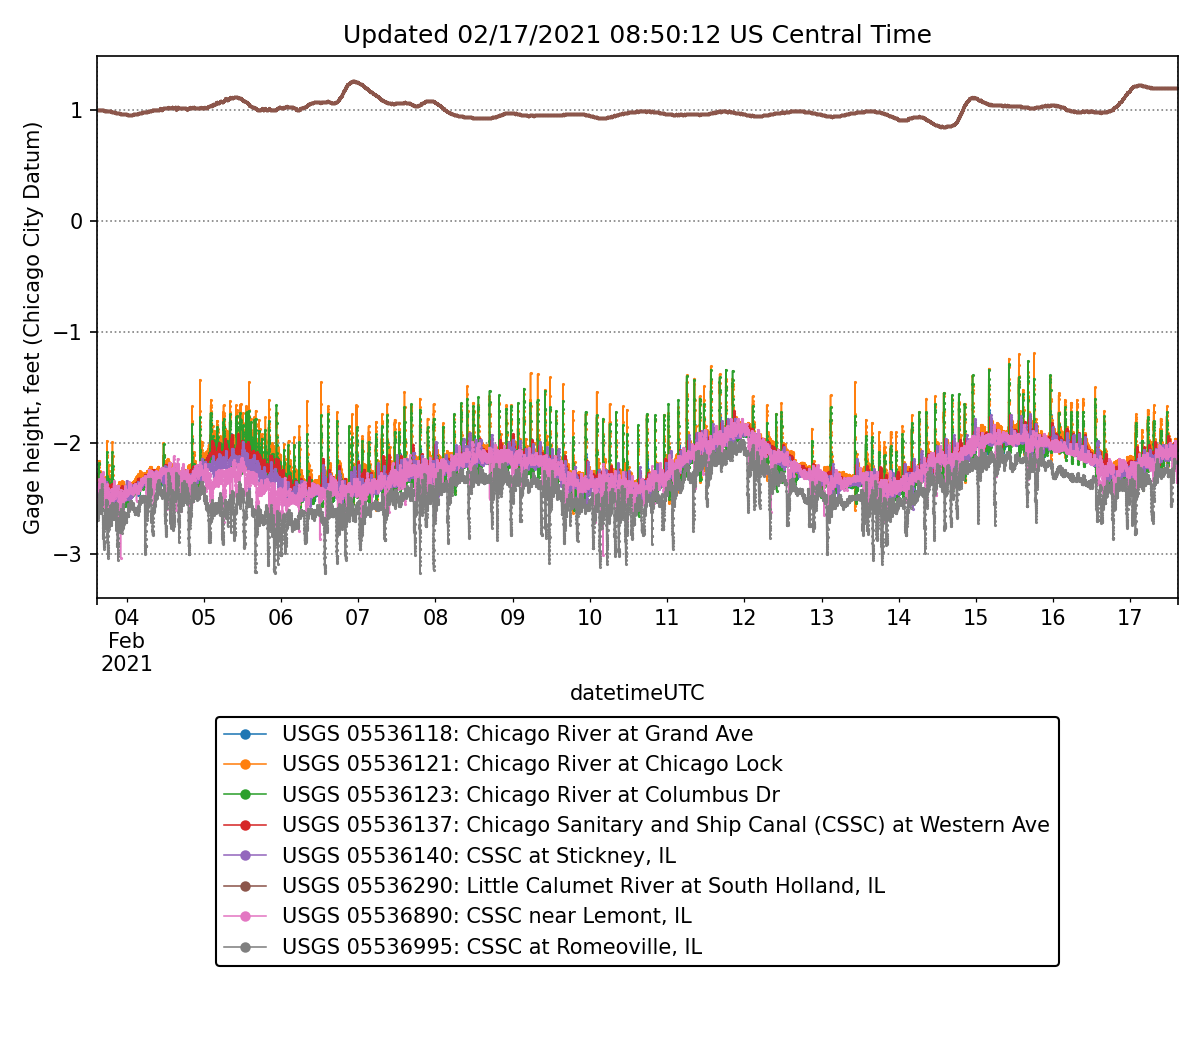 Updated 02/17/2021 08:50:12 US Central Time
Gage height, feet (Chicago City Datum)
1
0
−1
−2
−3
04 05 06 07 08 09 10 11 12 13 14 15 16 17
Feb
2021
datetimeUTC
USGS 05536118: Chicago River at Grand Ave
USGS 05536121: Chicago River at Chicago Lock
USGS 05536123: Chicago River at Columbus Dr
USGS 05536137: Chicago Sanitary and Ship Canal (CSSC) at Western Ave
USGS 05536140: CSSC at Stickney, IL
USGS 05536290: Little Calumet River at South Holland, IL
USGS 05536890: CSSC near Lemont, IL
USGS 05536995: CSSC at Romeoville, IL